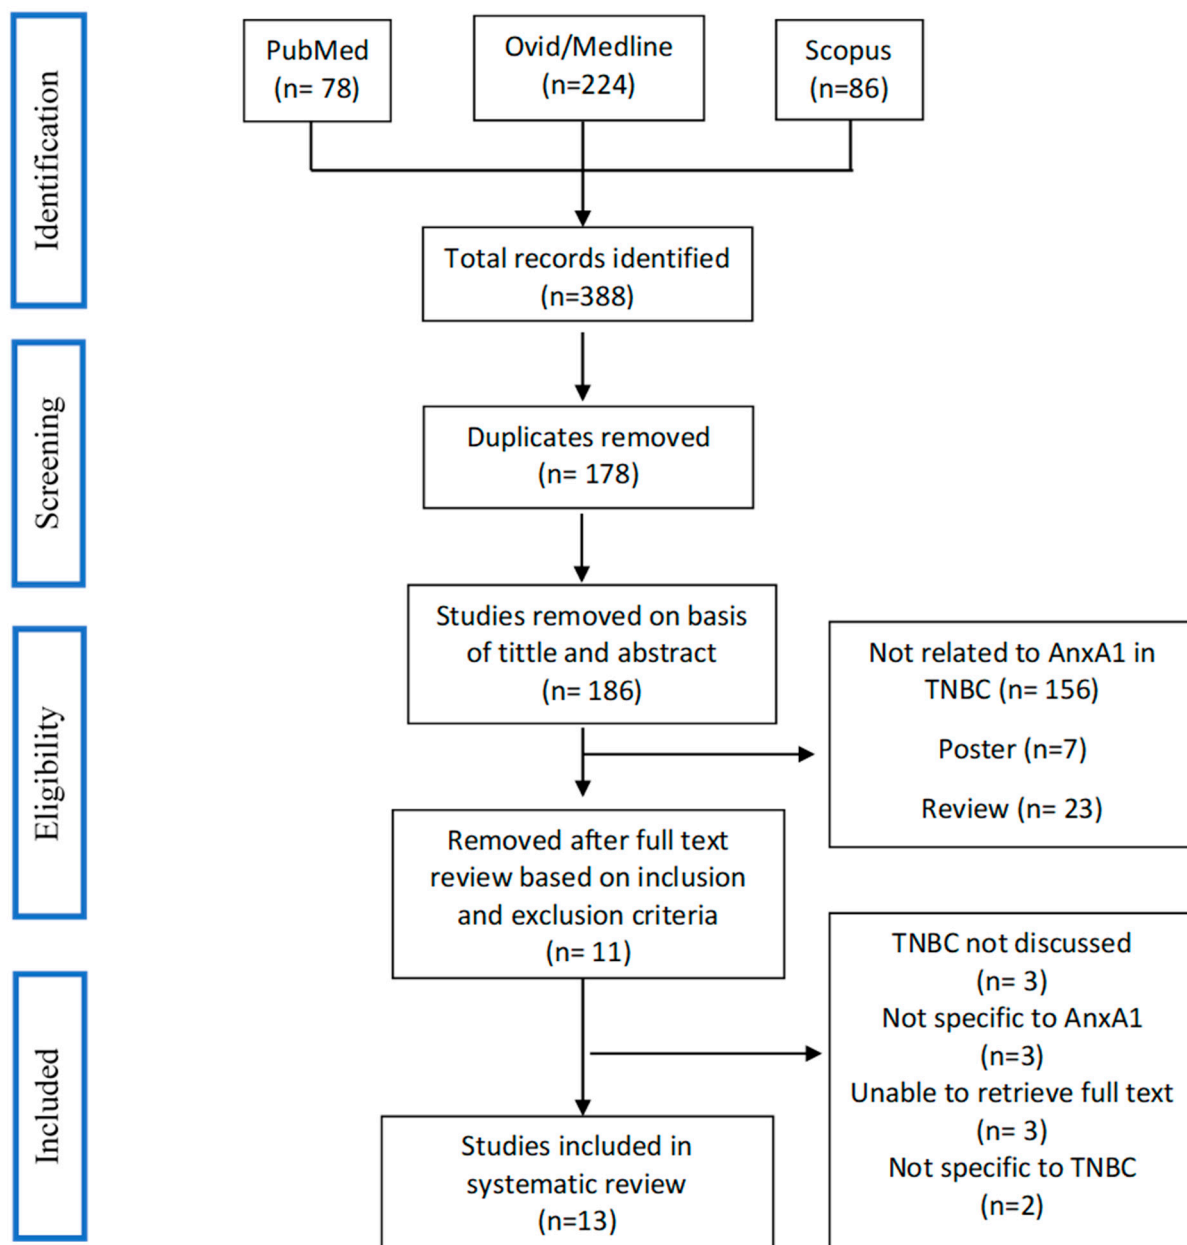 Identification
PubMed
(n= 78)
Ovid/Medline
(n=224)
Scopus
(n=86)
Total records identified
(n=388)
Screening
Duplicates removed
(n= 178)
Eligibility
Studies removed on basis
of tittle and abstract
(n= 186)
Not related to AnxA1 in
TNBC (n= 156)
Poster (n=7)
Review (n= 23)
Removed after full text
review based on inclusion
and exclusion criteria
(n= 11)
TNBC not discussed
(n= 3)
Not specific to AnxA1
(n=3)
Unable to retrieve full text
(n= 3)
Not specific to TNBC
(n=2)
Included
Studies included in
systematic review
(n=13)